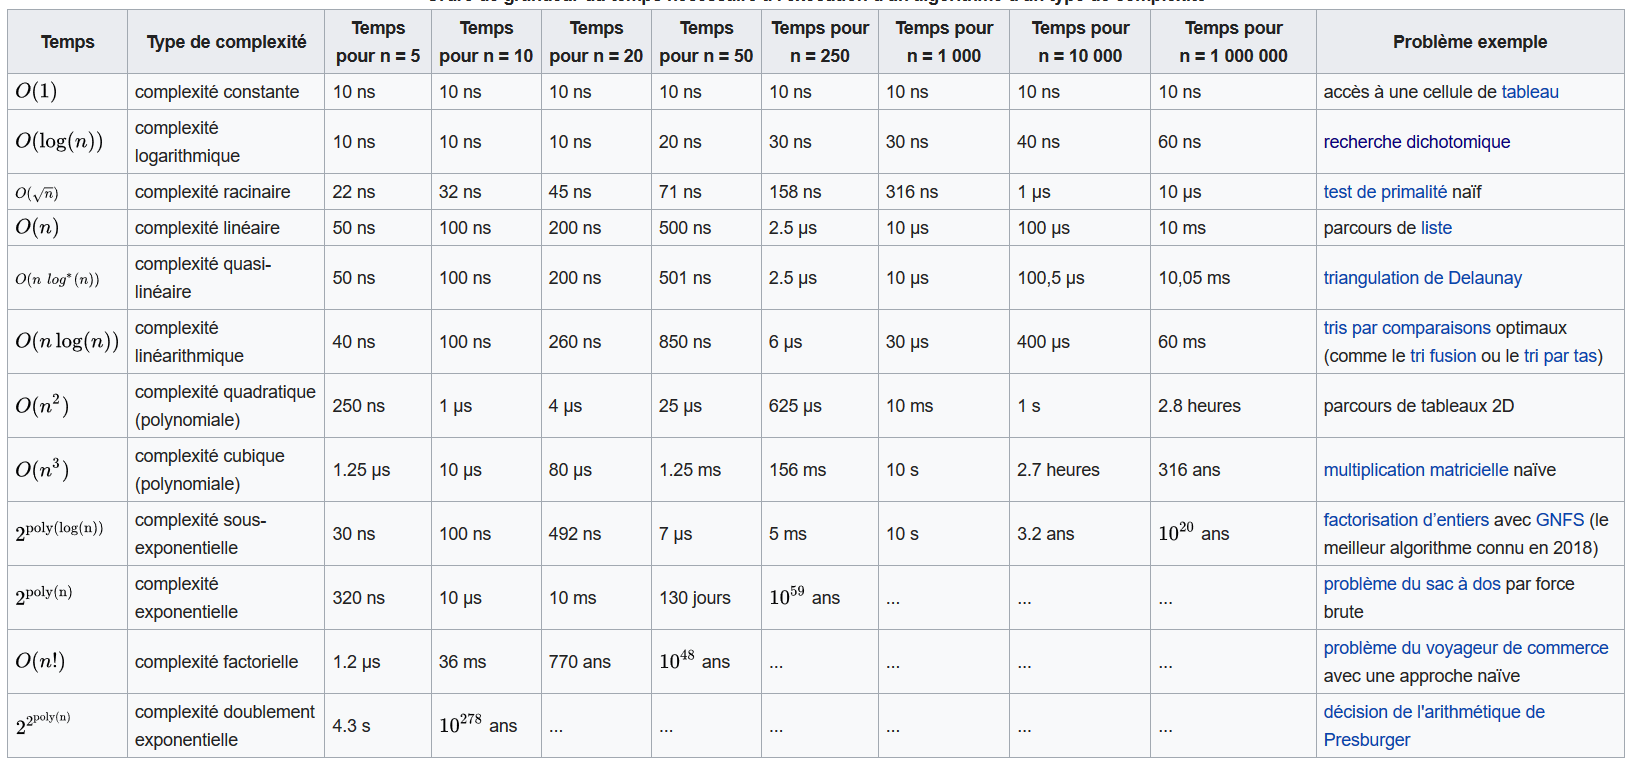 Ordre de grandeur du temps nécessaire à l'exécution d'un algorithme d'un type de complexité
Temps
Type de complexité
Temps
pour n = 5
Temps
pour n = 10
Temps
pour n = 20
Temps
pour n = 50
Temps pour
n = 250
Temps pour
n = 1 000
Temps pour
n = 10 000
Temps pour
n = 1 000 000
Problème exemple
O(1) complexité constante 10 ns 10 ns 10 ns 10 ns 10 ns 10 ns 10 ns 10 ns accès à une cellule de tableau
O(log(n)) complexité
logarithmique 10 ns 10 ns 10 ns 20 ns 30 ns 30 ns 40 ns 60 ns recherche dichotomique
O(√n) complexité racinaire 22 ns 32 ns 45 ns 71 ns 158 ns 316 ns 1 µs 10 µs test de primalité naïf
O(n) complexité linéaire 50 ns 100 ns 200 ns 500 ns 2.5 µs 10 µs 100 µs 10 ms parcours de liste
O(n log*(n)) complexité quasi-
linéaire 50 ns 100 ns 200 ns 501 ns 2.5 µs 10 µs 100,5 µs 10,05 ms triangulation de Delaunay
O(n log(n)) complexité
linéarithmique 40 ns 100 ns 260 ns 850 ns 6 µs 30 µs 400 µs 60 ms tris par comparaisons optimaux
(comme le tri fusion ou le tri par tas)
O(n²) complexité quadratique
(polynomiale) 250 ns 1 µs 4 µs 25 µs 625 µs 10 ms 1 s 2.8 heures parcours de tableaux 2D
O(n³) complexité cubique
(polynomiale) 1.25 µs 10 µs 80 µs 1.25 ms 156 ms 10 s 2.7 heures 316 ans multiplication matricielle naïve
2^poly(log(n)) complexité sous-
exponentielle 30 ns 100 ns 492 ns 7 µs 5 ms 10 s 3.2 ans 10^20 ans factorisation d'entiers avec GNFS (le
meilleur algorithme connu en 2018)
2^poly(n) complexité
exponentielle 320 ns 10 µs 10 ms 130 jours 10^59 ans ... ... ... problème du sac à dos par force
brute
O(n!) complexité factorielle 1.2 µs 36 ms 770 ans 10^48 ans ... ... ... ... problème du voyageur de commerce
avec une approche naïve
2^2^poly(n) complexité doublement
exponentielle 4.3 s 10^278 ans ... ... ... ... ... ... décision de l'arithmétique de
Presburger